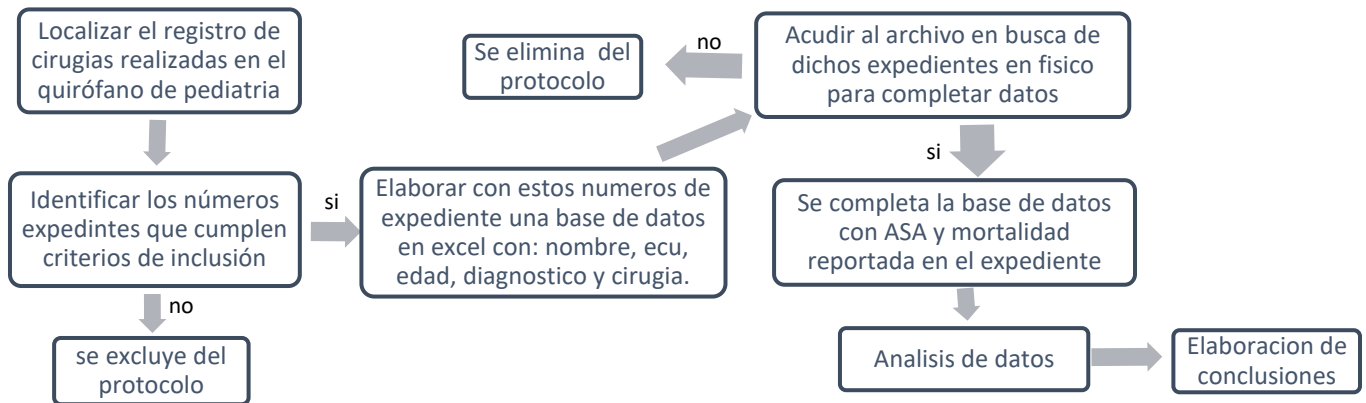 Localizar el registro de
cirugias realizadas en el
quirófano de pediatria
Identificar los números
expedintes que cumplen
criterios de inclusión
no
se excluye del
protocolo
si
Elaborar con estos numeros de
expediente una base de datos
en excel con: nombre, ecu,
edad, diagnostico y cirugia.
Acudir al archivo en busca de
dichos expedientes en fisico
para completar datos
no
Se elimina del
protocolo
si
Se completa la base de datos
con ASA y mortalidad
reportada en el expediente
Analisis de datos
Elaboracion de
conclusiones